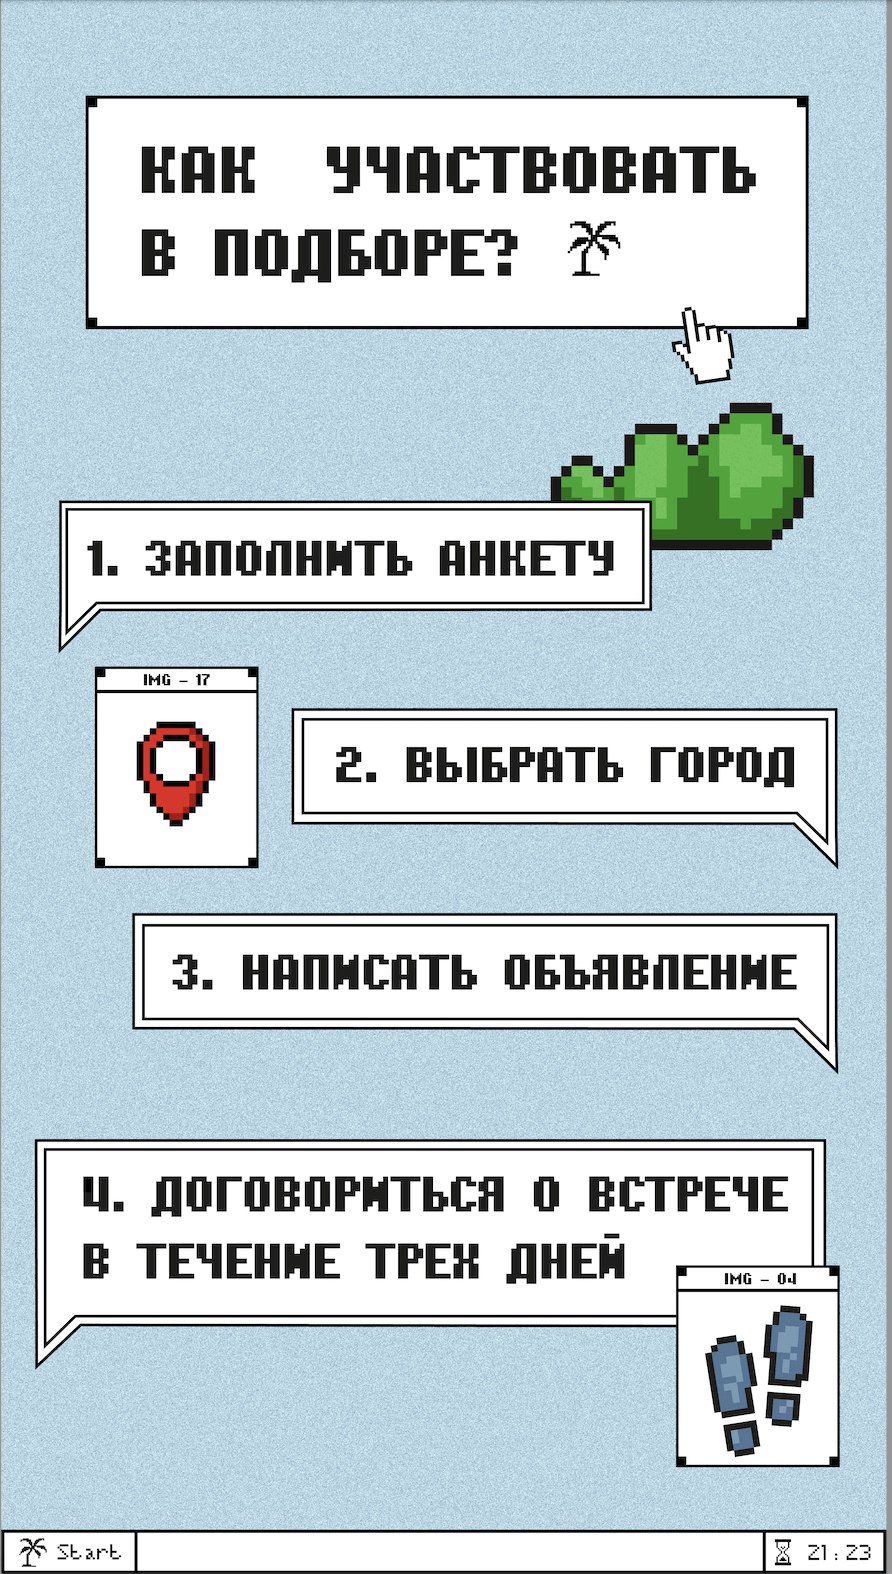 КАК УЧАСТВОВАТЬ
В ПОДБОРЕ?
1. ЗАПОЛНИТЬ АНКЕТУ
IMG - 17
2. ВЫБРАТЬ ГОРОД
3. НАПИСАТЬ ОБЪЯВЛЕНИЕ
4. ДОГОВОРИТЬСЯ О ВСТРЕЧЕ
В ТЕЧЕНИЕ ТРЕХ ДНЕЙ
IMG - 04
Start
21:23